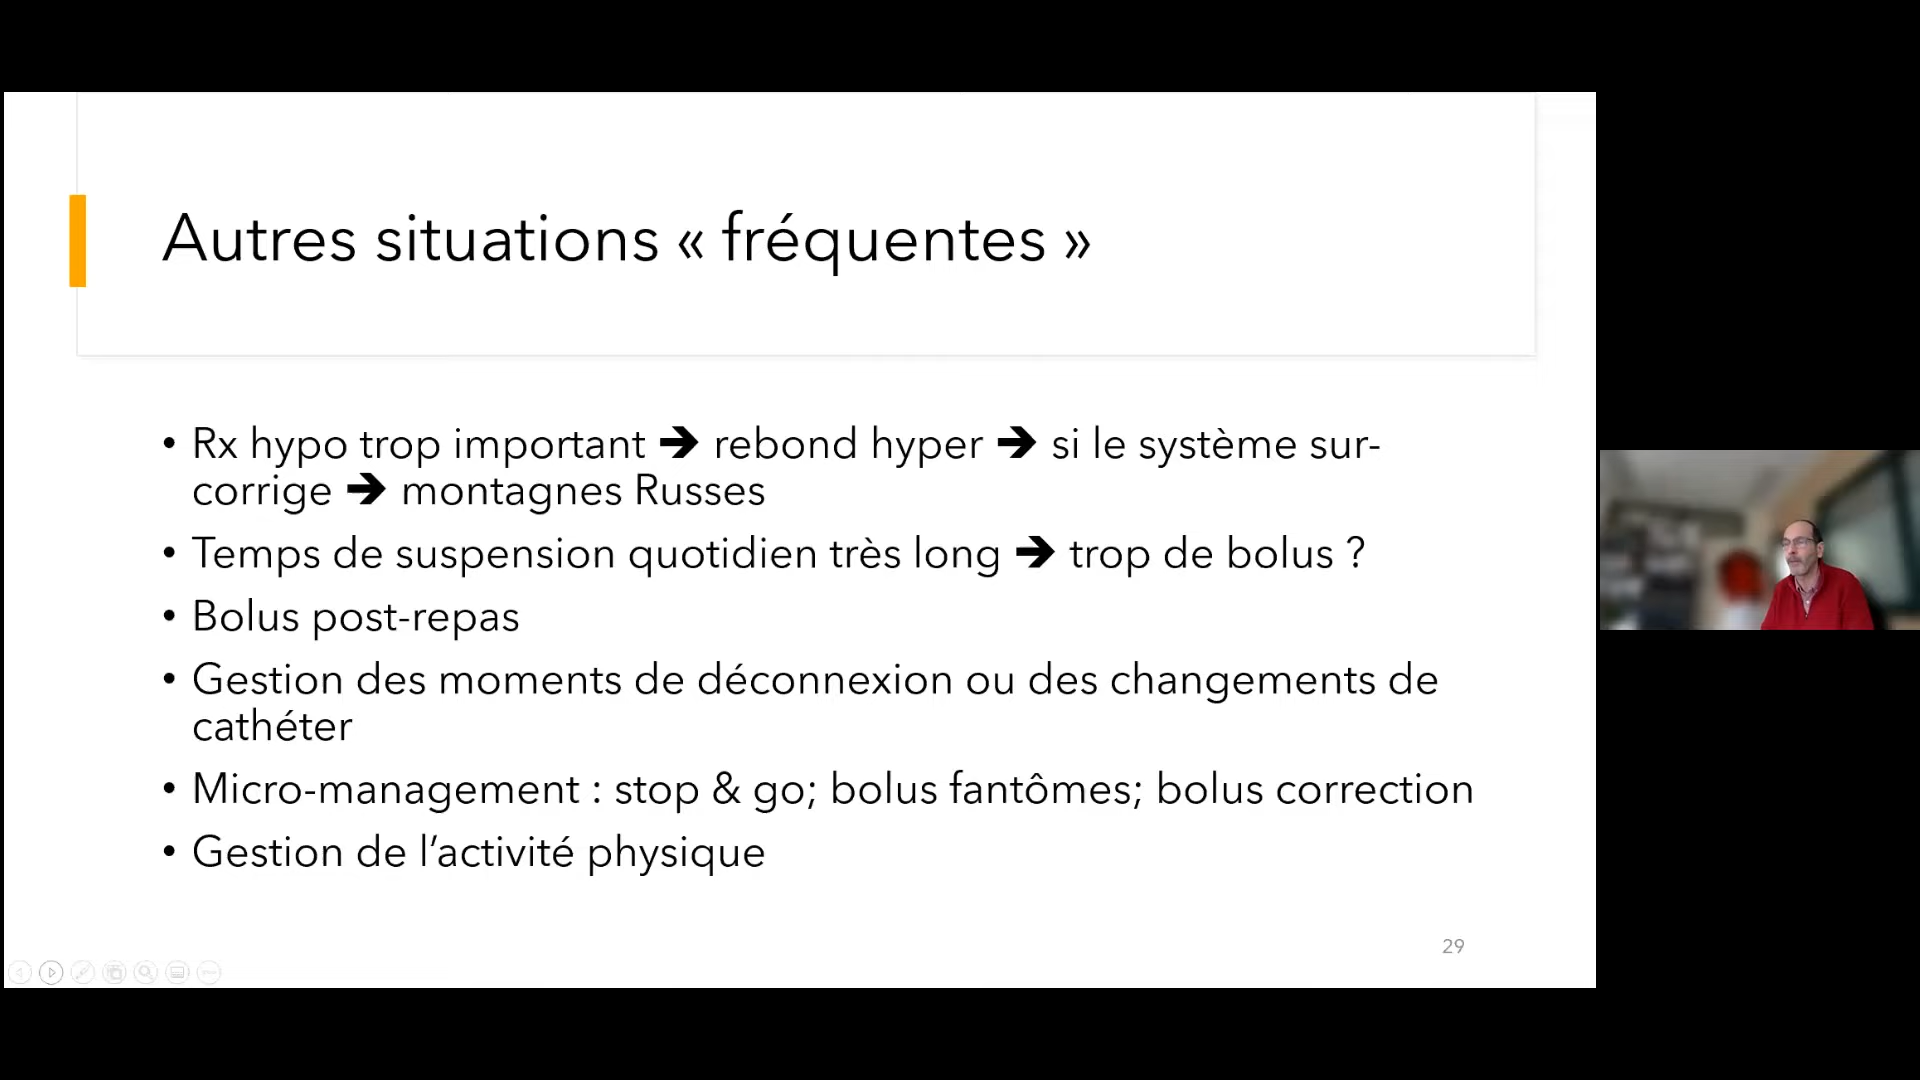 Autres situations « fréquentes »
• Rx hypo trop important ➔ rebond hyper ➔ si le système sur-
corrige ➔ montagnes Russes
• Temps de suspension quotidien très long ➔ trop de bolus ?
• Bolus post-repas
• Gestion des moments de déconnexion ou des changements de
cathéter
• Micro-management : stop & go; bolus fantômes; bolus correction
• Gestion de l’activité physique
29